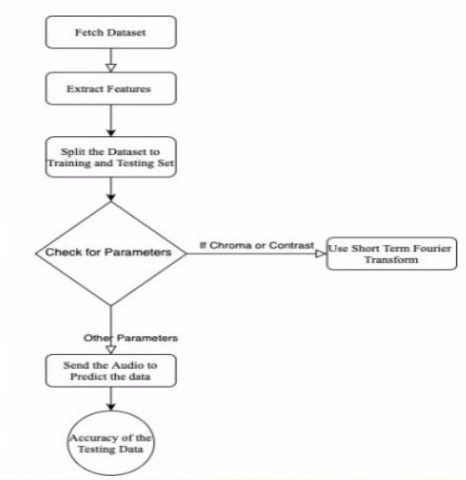 Fetch Dataset
Extract Features
Split the Dataset to
Training and Testing Set
Check for Parameters
If Chroma or Contrast
Use Short Term Fourier
Transform
Other Parameters
Send the Audio to
Predict the data
Accuracy of the
Testing Data